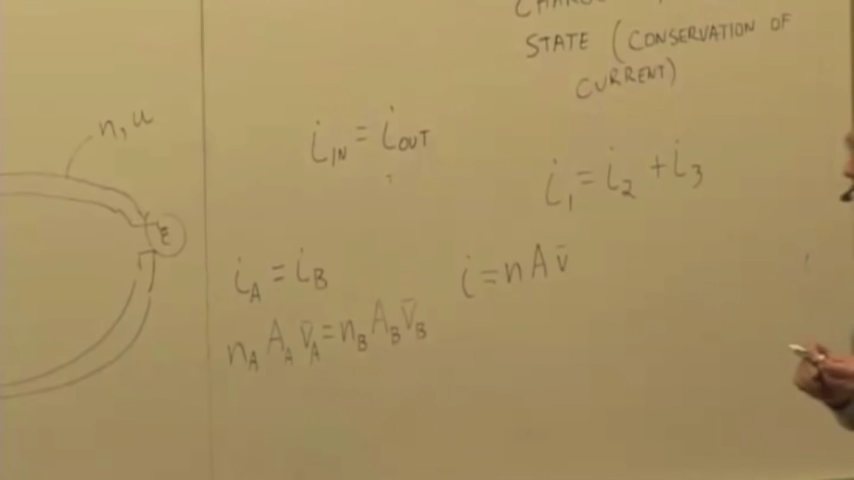 STATE (CONSERVATION OF
CURRENT)
n, u
i_IN = i_OUT
i_1 = i_2 + i_3
i_A = i_B
i = nAv̄
n_A A_A v̄_A = n_B A_B v̄_B